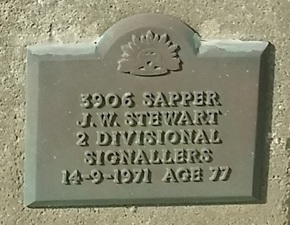 3906 SAPPER
J.W. STEWART
2 DIVISIONAL
SIGNALLERS
14-9-1971 AGE 77